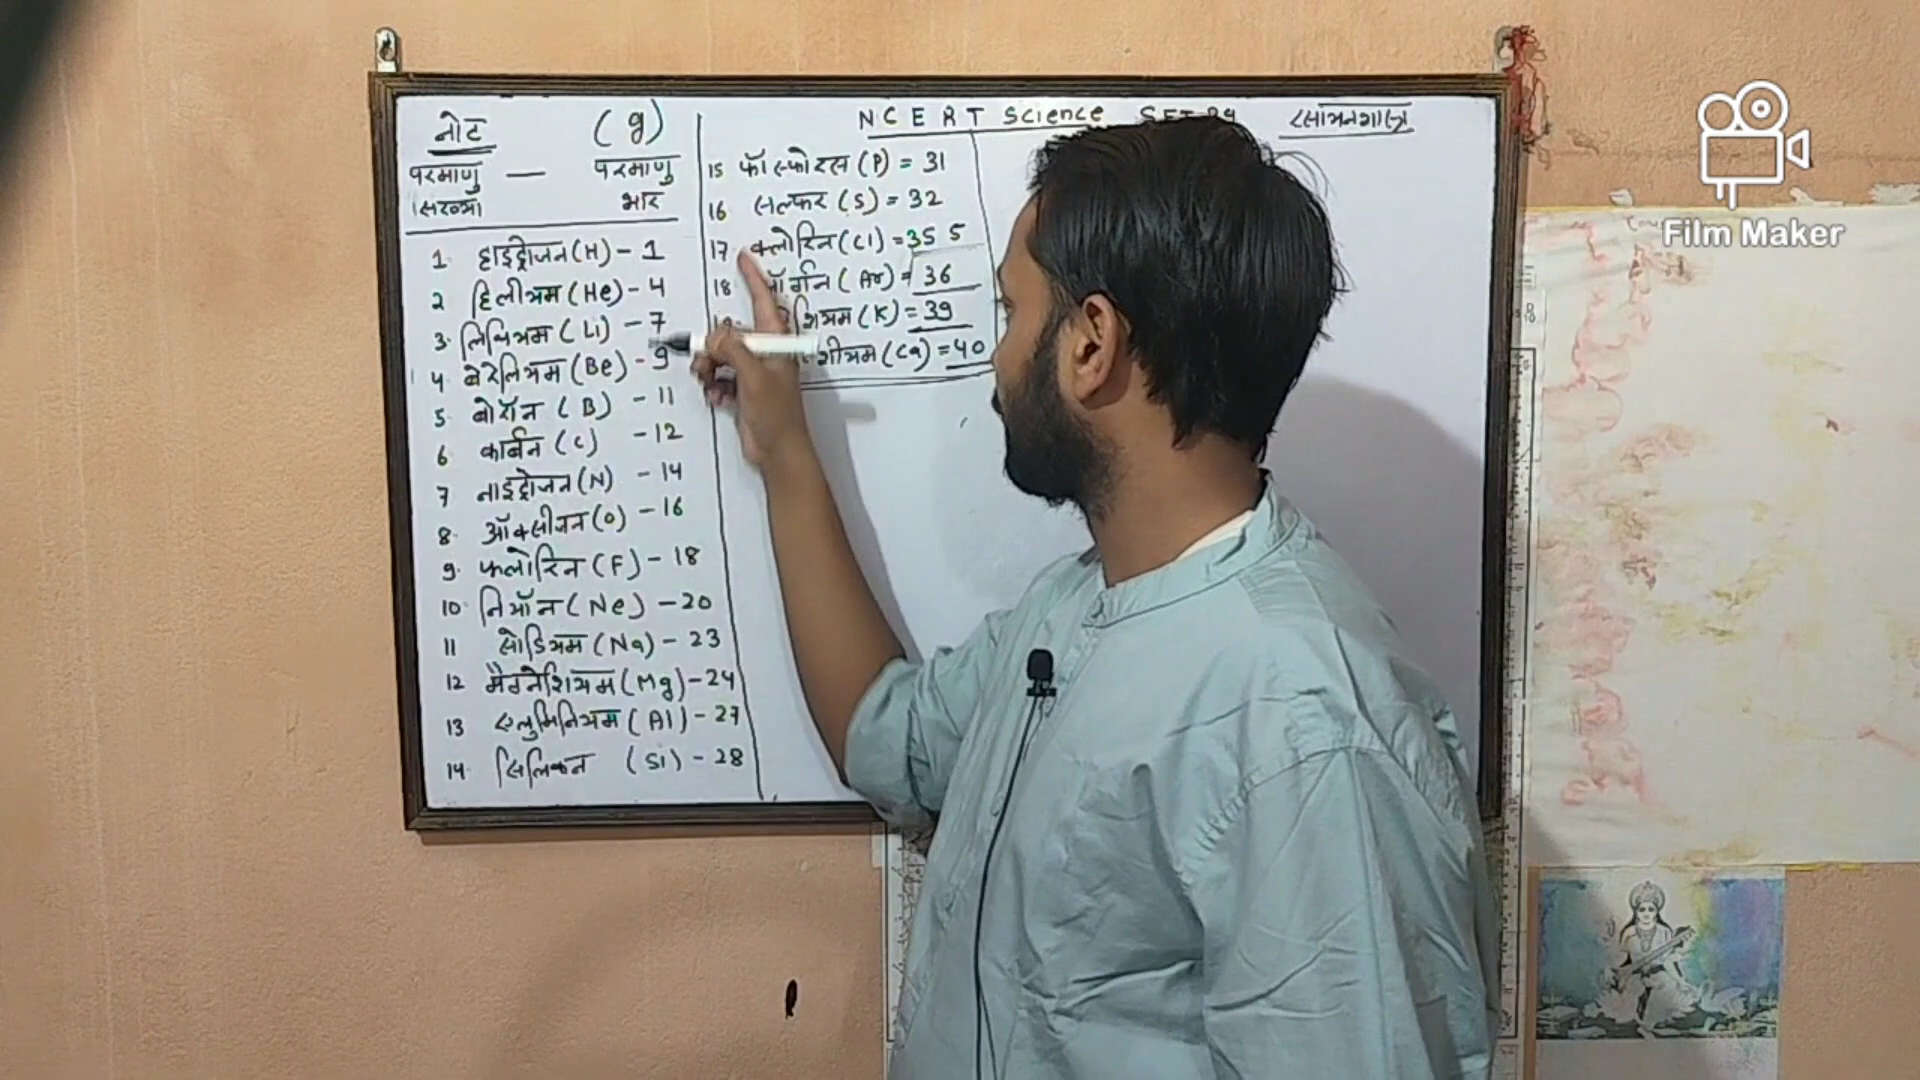 NCERT Science SET-29 रसायनशास्त्र
नोट (g)
परमाणु — परमाणु
संख्या भार
1. हाइड्रोजन (H) - 1
2 हिलीयम (He) - 4
3. लिथियम (Li) - 7
4 बेरेलियम (Be) - 9
5. बोरॉन (B) - 11
6 कार्बन (C) - 12
7 नाइट्रोजन (N) - 14
8. ऑक्सीजन (O) - 16
9. फ्लोरिन (F) - 18
10. नियॉन (Ne) - 20
11 सोडियम (Na) - 23
12 मैग्नेशियम (Mg) - 24
13 एलुमिनियम (Al) - 27
14. सिलिकन (Si) - 28
15 फॉस्फोरस (P) = 31
16 सल्फर (S) = 32
17 क्लोरिन (Cl) = 35 5
18 (Ar) = 36
(K) = 39
(Ca) = 40
Film Maker